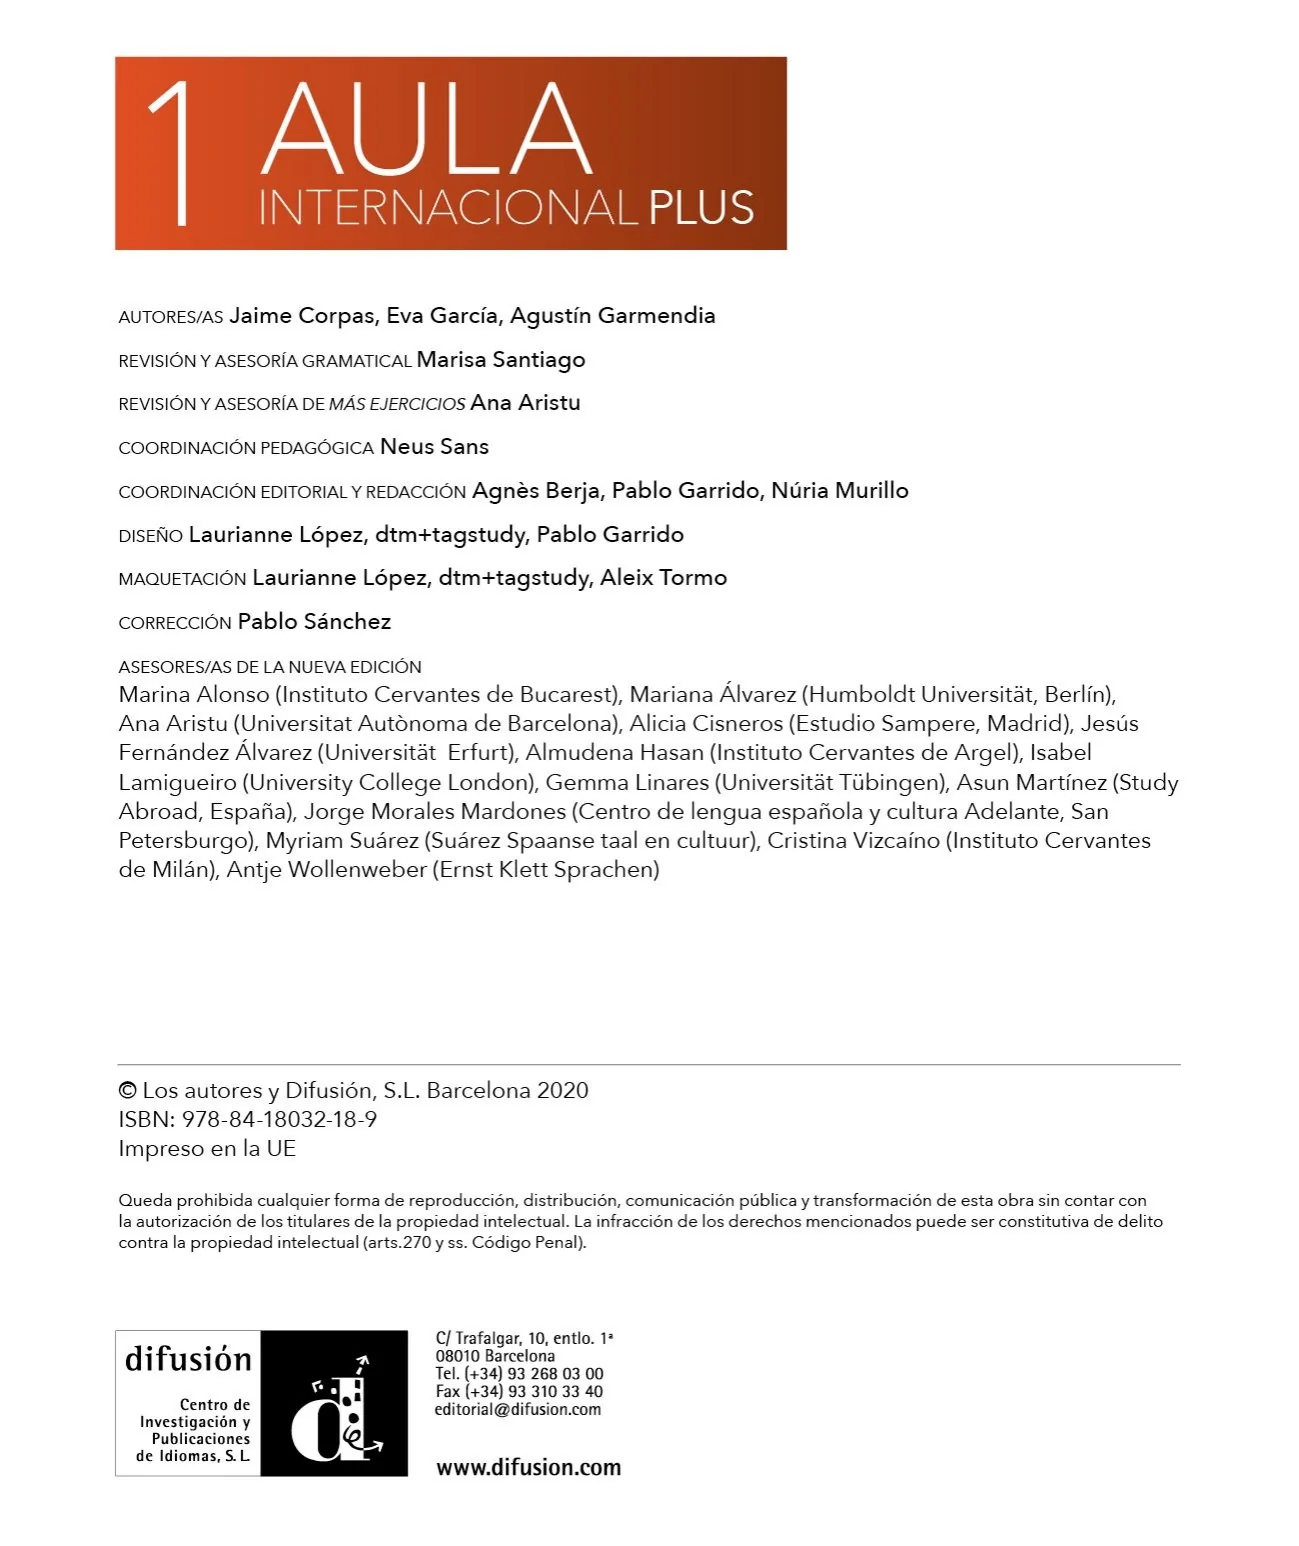 1 AULA
INTERNACIONAL PLUS
AUTORES/AS Jaime Corpas, Eva García, Agustín Garmendia
REVISIÓN Y ASESORÍA GRAMATICAL Marisa Santiago
REVISIÓN Y ASESORÍA DE MÁS EJERCICIOS Ana Aristu
COORDINACIÓN PEDAGÓGICA Neus Sans
COORDINACIÓN EDITORIAL Y REDACCIÓN Agnès Berja, Pablo Garrido, Núria Murillo
DISEÑO Laurianne López, dtm+tagstudy, Pablo Garrido
MAQUETACIÓN Laurianne López, dtm+tagstudy, Aleix Tormo
CORRECCIÓN Pablo Sánchez
ASESORES/AS DE LA NUEVA EDICIÓN
Marina Alonso (Instituto Cervantes de Bucarest), Mariana Álvarez (Humboldt Universität, Berlín),
Ana Aristu (Universitat Autònoma de Barcelona), Alicia Cisneros (Estudio Sampere, Madrid), Jesús
Fernández Álvarez (Universität Erfurt), Almudena Hasan (Instituto Cervantes de Argel), Isabel
Lamigueiro (University College London), Gemma Linares (Universität Tübingen), Asun Martínez (Study
Abroad, España), Jorge Morales Mardones (Centro de lengua española y cultura Adelante, San
Petersburgo), Myriam Suárez (Suárez Spaanse taal en cultuur), Cristina Vizcaíno (Instituto Cervantes
de Milán), Antje Wollenweber (Ernst Klett Sprachen)
© Los autores y Difusión, S.L. Barcelona 2020
ISBN: 978-84-18032-18-9
Impreso en la UE
Queda prohibida cualquier forma de reproducción, distribución, comunicación pública y transformación de esta obra sin contar con
la autorización de los titulares de la propiedad intelectual. La infracción de los derechos mencionados puede ser constitutiva de delito
contra la propiedad intelectual (arts.270 y ss. Código Penal).
difusión
Centro de
Investigación y
Publicaciones
de Idiomas, S. L.
d
C/ Trafalgar, 10, entlo. 1ª
08010 Barcelona
Tel. (+34) 93 268 03 00
Fax (+34) 93 310 33 40
editorial@difusion.com
www.difusion.com